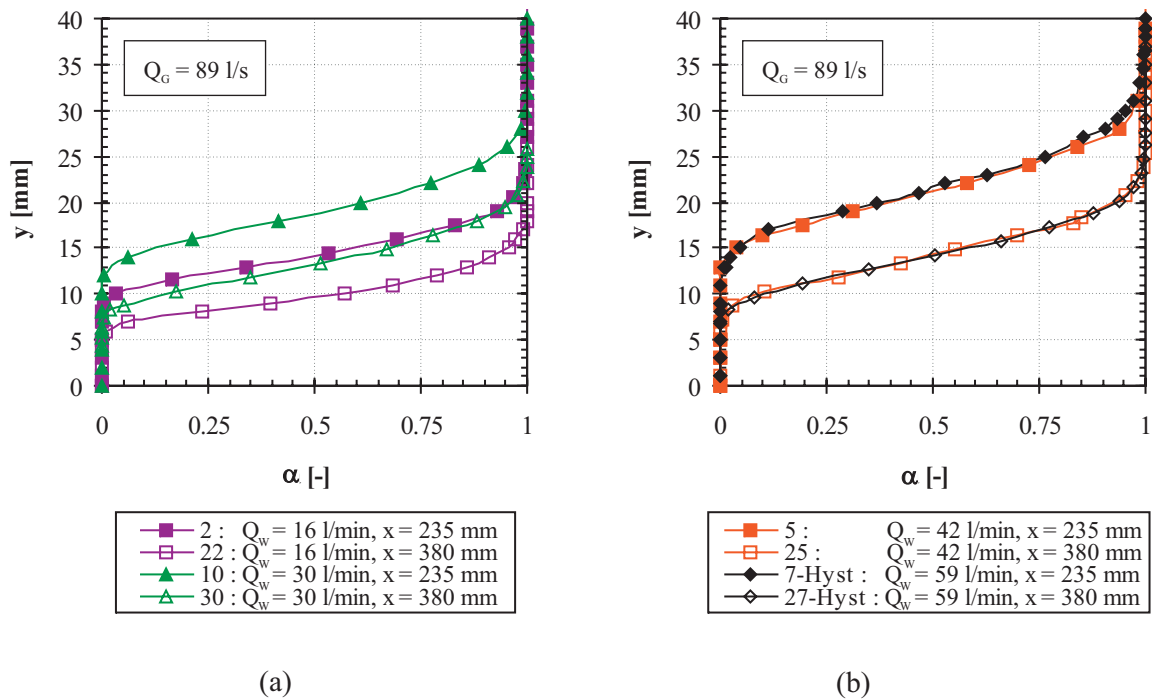 40
35
30
25
20
15
10
5
0
y [mm]
Q_G = 89 l/s
0 0.25 0.5 0.75 1
α [-]
2 : Q_W = 16 l/min, x = 235 mm
22 : Q_W = 16 l/min, x = 380 mm
10 : Q_W = 30 l/min, x = 235 mm
30 : Q_W = 30 l/min, x = 380 mm
(a)
40
35
30
25
20
15
10
5
0
y [mm]
Q_G = 89 l/s
0 0.25 0.5 0.75 1
α [-]
5 : Q_W = 42 l/min, x = 235 mm
25 : Q_W = 42 l/min, x = 380 mm
7-Hyst : Q_W = 59 l/min, x = 235 mm
27-Hyst : Q_W = 59 l/min, x = 380 mm
(b)